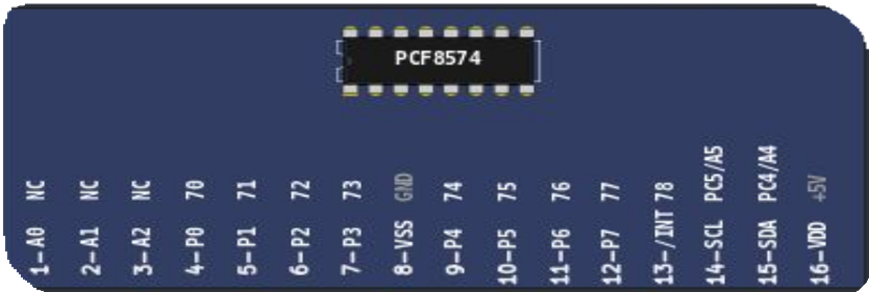 PCF8574
1-A0 NC
2-A1 NC
3-A2 NC
4-P0 70
5-P1 71
6-P2 72
7-P3 73
8-VSS GND
9-P4 74
10-P5 75
11-P6 76
12-P7 77
13-/INT 78
14-SCL PC5/A5
15-SDA PC4/A4
16-VDD +5V